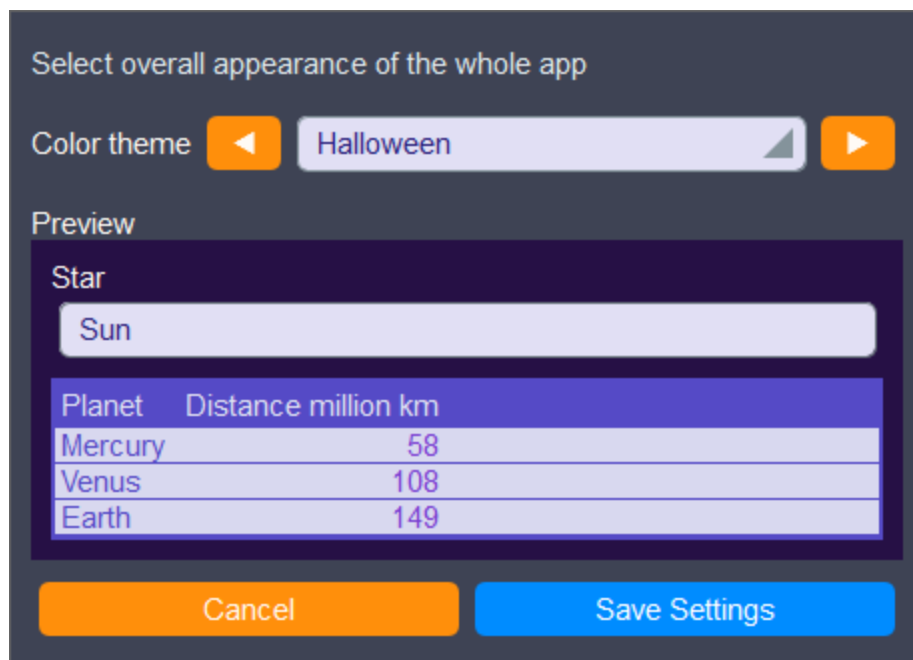 Select overall appearance of the whole app
Color theme ◀ Halloween ▶
Preview
Star
Sun
Planet Distance million km
Mercury 58
Venus 108
Earth 149
Cancel Save Settings